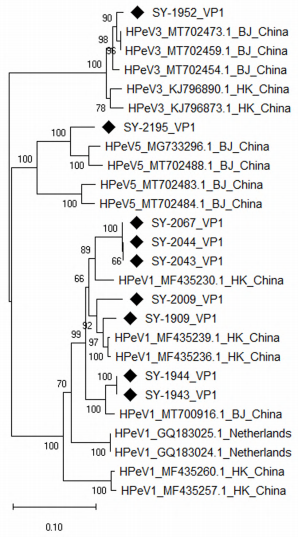 90
SY-1952_VP1
HPeV3_MT702473.1_BJ_China
98
96
HPeV3_MT702459.1_BJ_China
100
HPeV3_MT702454.1_BJ_China
HPeV3_KJ796890.1_HK_China
78
HPeV3_KJ796873.1_HK_China
SY-2195_VP1
100
HPeV5_MG733296.1_BJ_China
100
HPeV5_MT702488.1_BJ_China
HPeV5_MT702483.1_BJ_China
100
HPeV5_MT702484.1_BJ_China
SY-2067_VP1
100
SY-2044_VP1
89
66
SY-2043_VP1
66
HPeV1_MF435230.1_HK_China
SY-2009_VP1
92
SY-1909_VP1
99
97
HPeV1_MF435239.1_HK_China
100
HPeV1_MF435236.1_HK_China
100
SY-1944_VP1
70
SY-1943_VP1
100
HPeV1_MT700916.1_BJ_China
HPeV1_GQ183025.1_Netherlands
100
100
HPeV1_GQ183024.1_Netherlands
HPeV1_MF435260.1_HK_China
100
HPeV1_MF435257.1_HK_China
0.10